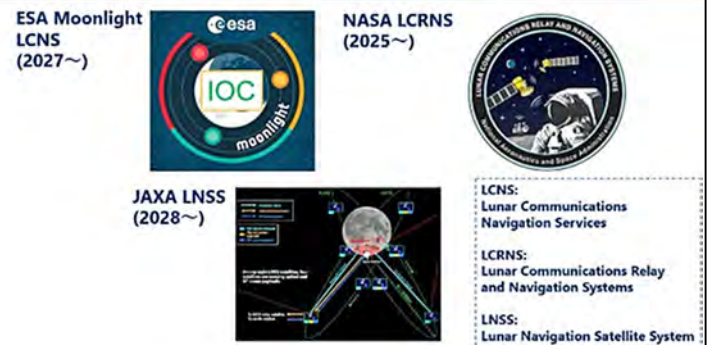 ESA Moonlight
LCNS
(2027～)
esa
IOC
moonlight
NASA LCRNS
(2025～)
LUNAR COMMUNICATIONS RELAY AND NAVIGATION SYSTEMS
National Aeronautics and Space Administration
JAXA LNSS
(2028～)
LCNS:
Lunar Communications
Navigation Services
LCRNS:
Lunar Communications Relay
and Navigation Systems
LNSS:
Lunar Navigation Satellite System